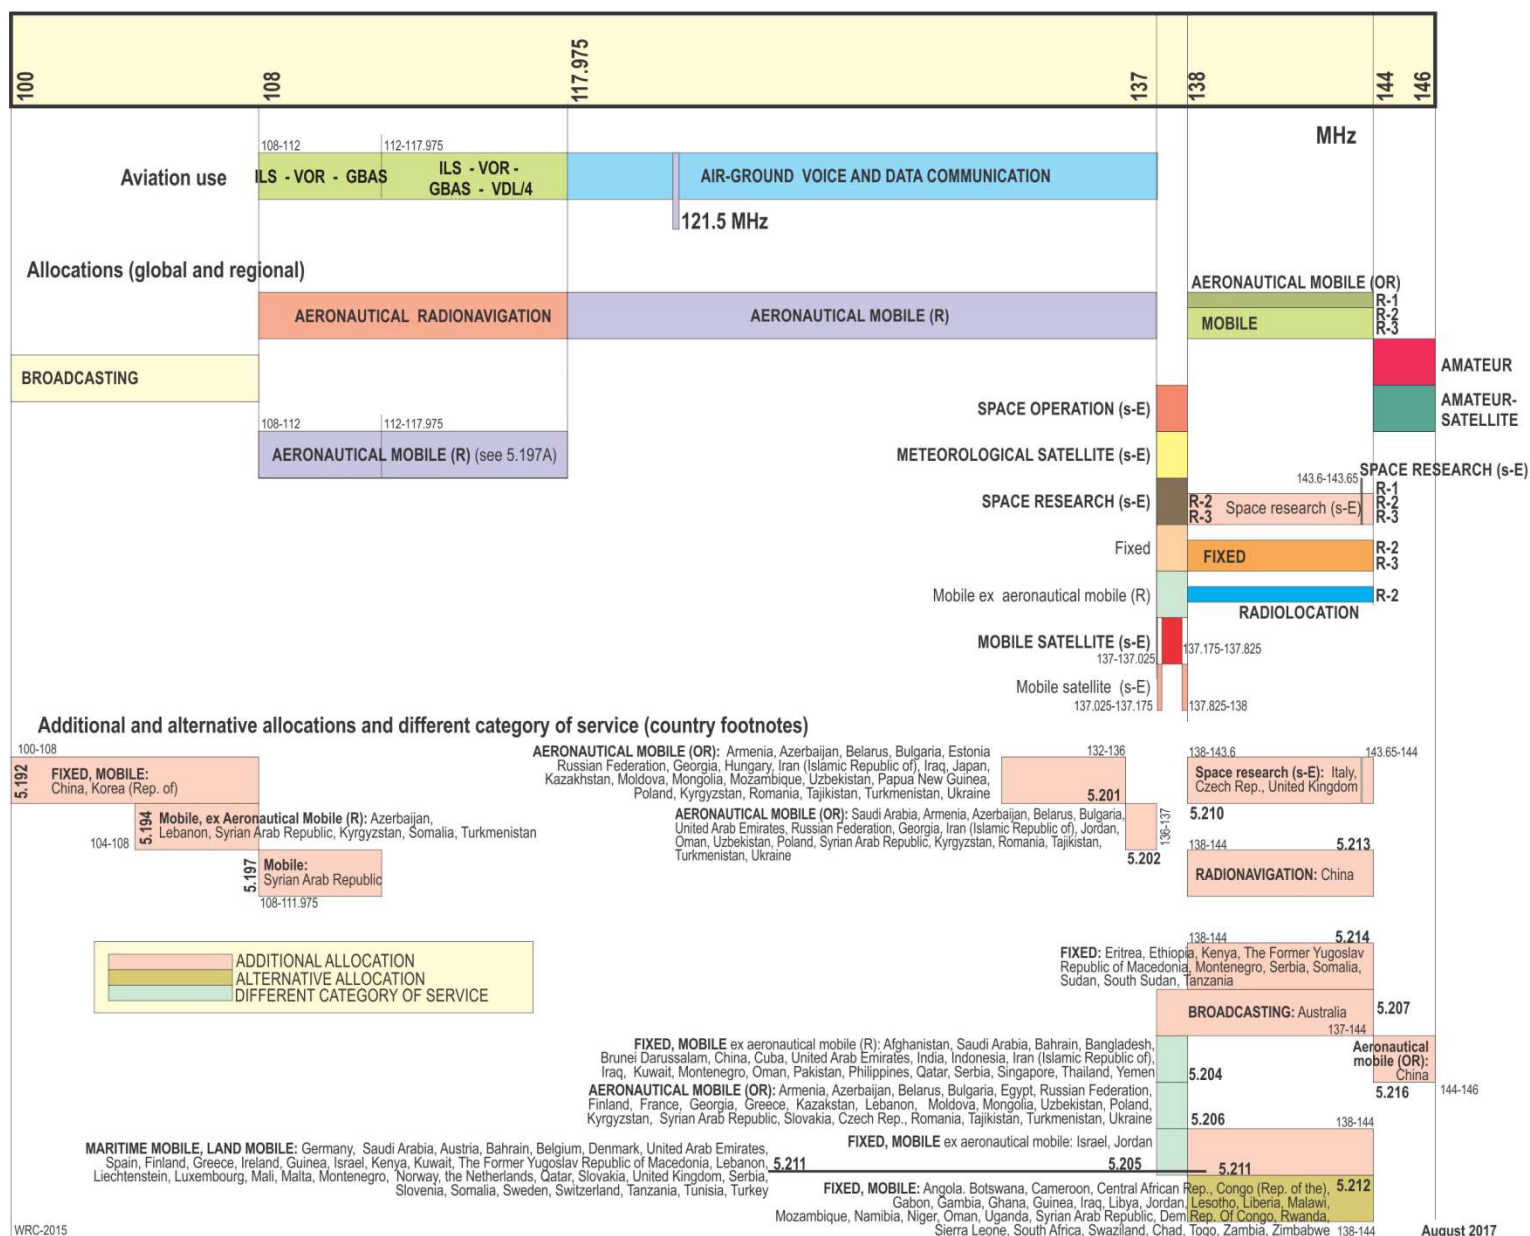 100
108
117.975
137
138
144
146
MHz
108-112
112-117.975
Aviation use
ILS - VOR - GBAS
ILS - VOR -
GBAS - VDL/4
AIR-GROUND VOICE AND DATA COMMUNICATION
121.5 MHz
Allocations (global and regional)
AERONAUTICAL MOBILE (OR)
R-1
AERONAUTICAL RADIONAVIGATION
AERONAUTICAL MOBILE (R)
MOBILE
R-2
R-3
BROADCASTING
AMATEUR
SPACE OPERATION (s-E)
AMATEUR-
SATELLITE
108-112
112-117.975
AERONAUTICAL MOBILE (R) (see 5.197A)
METEOROLOGICAL SATELLITE (s-E)
SPACE RESEARCH (s-E)
143.6-143.65
SPACE RESEARCH (s-E)
R-2
R-3
Space research (s-E)
R-1
R-2
R-3
Fixed
FIXED
R-2
R-3
Mobile ex aeronautical mobile (R)
R-2
RADIOLOCATION
MOBILE SATELLITE (s-E)
137-137.025
137.175-137.825
Mobile satellite (s-E)
137.025-137.175
137.825-138
Additional and alternative allocations and different category of service (country footnotes)
100-108
5.192
FIXED, MOBILE:
China, Korea (Rep. of)
5.194
Mobile, ex Aeronautical Mobile (R): Azerbaijan,
Lebanon, Syrian Arab Republic, Kyrgyzstan, Somalia, Turkmenistan
104-108
5.197
Mobile:
Syrian Arab Republic
108-111.975
AERONAUTICAL MOBILE (OR): Armenia, Azerbaijan, Belarus, Bulgaria, Estonia
Russian Federation, Georgia, Hungary, Iran (Islamic Republic of), Iraq, Japan,
Kazakhstan, Moldova, Mongolia, Mozambique, Uzbekistan, Papua New Guinea,
Poland, Kyrgyzstan, Romania, Tajikistan, Turkmenistan, Ukraine
132-136
5.201
AERONAUTICAL MOBILE (OR): Saudi Arabia, Armenia, Azerbaijan, Belarus, Bulgaria,
United Arab Emirates, Russian Federation, Georgia, Iran (Islamic Republic of), Jordan,
Oman, Uzbekistan, Poland, Syrian Arab Republic, Kyrgyzstan, Romania, Tajikistan,
Turkmenistan, Ukraine
5.202
136-137
138-143.6
143.65-144
Space research (s-E): Italy,
Czech Rep., United Kingdom
5.210
138-144
5.213
RADIONAVIGATION: China
ADDITIONAL ALLOCATION
ALTERNATIVE ALLOCATION
DIFFERENT CATEGORY OF SERVICE
138-144
5.214
FIXED: Eritrea, Ethiopia, Kenya, The Former Yugoslav
Republic of Macedonia, Montenegro, Serbia, Somalia,
Sudan, South Sudan, Tanzania
BROADCASTING: Australia
5.207
137-144
FIXED, MOBILE ex aeronautical mobile (R): Afghanistan, Saudi Arabia, Bahrain, Bangladesh,
Brunei Darussalam, China, Cuba, United Arab Emirates, India, Indonesia, Iran (Islamic Republic of),
Iraq, Kuwait, Montenegro, Oman, Pakistan, Philippines, Qatar, Serbia, Singapore, Thailand, Yemen
5.204
Aeronautical
mobile (OR):
China
5.216
144-146
AERONAUTICAL MOBILE (OR): Armenia, Azerbaijan, Belarus, Bulgaria, Egypt, Russian Federation,
Finland, France, Georgia, Greece, Kazakstan, Lebanon, Moldova, Mongolia, Uzbekistan, Poland,
Kyrgyzstan, Syrian Arab Republic, Slovakia, Czech Rep., Romania, Tajikistan, Turkmenistan, Ukraine
5.206
138-144
FIXED, MOBILE ex aeronautical mobile: Israel, Jordan
5.205
MARITIME MOBILE, LAND MOBILE: Germany, Saudi Arabia, Austria, Bahrain, Belgium, Denmark, United Arab Emirates,
Spain, Finland, Greece, Ireland, Guinea, Israel, Kenya, Kuwait, The Former Yugoslav Republic of Macedonia, Lebanon,
Liechtenstein, Luxembourg, Mali, Malta, Montenegro, Norway, the Netherlands, Qatar, Slovakia, United Kingdom, Serbia,
Slovenia, Somalia, Sweden, Switzerland, Tanzania, Tunisia, Turkey
5.211
5.211
5.212
FIXED, MOBILE: Angola. Botswana, Cameroon, Central African Rep., Congo (Rep. of the),
Gabon, Gambia, Ghana, Guinea, Iraq, Libya, Jordan, Lesotho, Liberia, Malawi,
Mozambique, Namibia, Niger, Oman, Uganda, Syrian Arab Republic, Dem Rep. Of Congo, Rwanda,
Sierra Leone, South Africa, Swaziland, Chad, Togo, Zambia, Zimbabwe
138-144
WRC-2015
August 2017